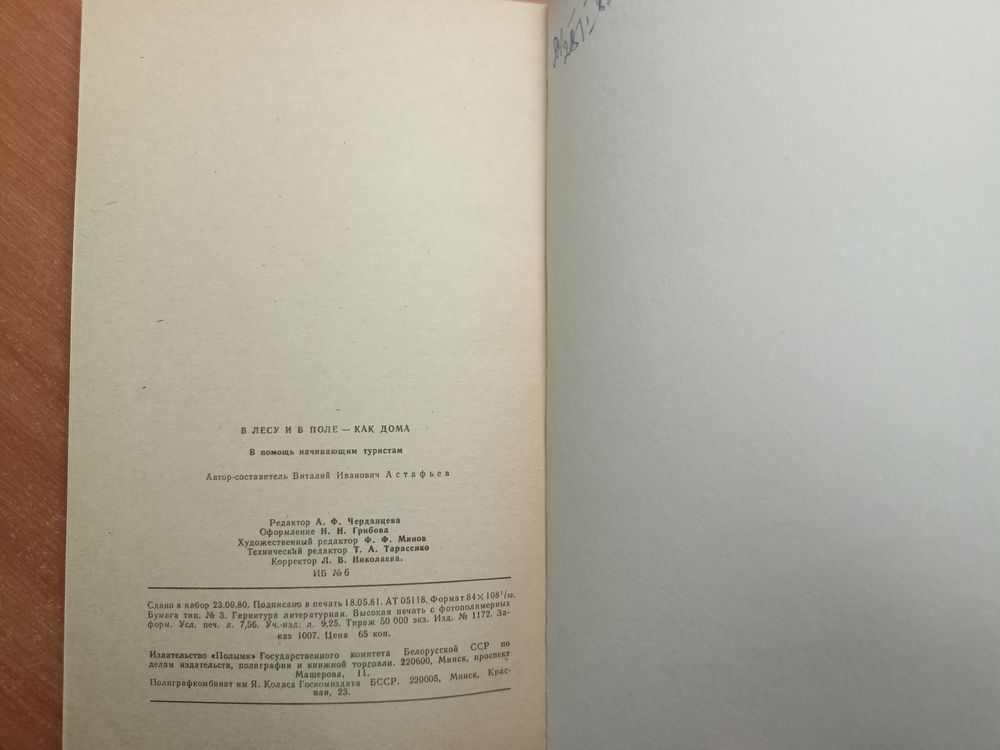 В ЛЕСУ И В ПОЛЕ — КАК ДОМА
В помощь начинающим туристам
Автор-составитель Виталий Иванович Астафьев
Редактор А. Ф. Черданцева
Оформление Н. Н. Грибова
Художественный редактор Ф. Ф. Минов
Технический редактор Т. А. Тарасенко
Корректор Л. В. Николаева.
ИБ № 6
Сдано в набор 23.09.80. Подписано в печать 18.05.81. АТ 05118. Формат 84×108 1/32.
Бумага тип. № 3. Гарнитура литературная. Высокая печать с фотополимерных
форм. Усл. печ. л. 7,56. Уч.-изд. л. 9,25. Тираж 50 000 экз. Изд. № 1172. За-
каз 1007. Цена 65 коп.
Издательство «Полымя» Государственного комитета Белорусской ССР по
делам издательств, полиграфии и книжной торговли. 220600, Минск, проспект
Машерова, 11.
Полиграфкомбинат им Я. Коласа Госкомиздата БССР. 220005, Минск, Крас-
ная, 23.